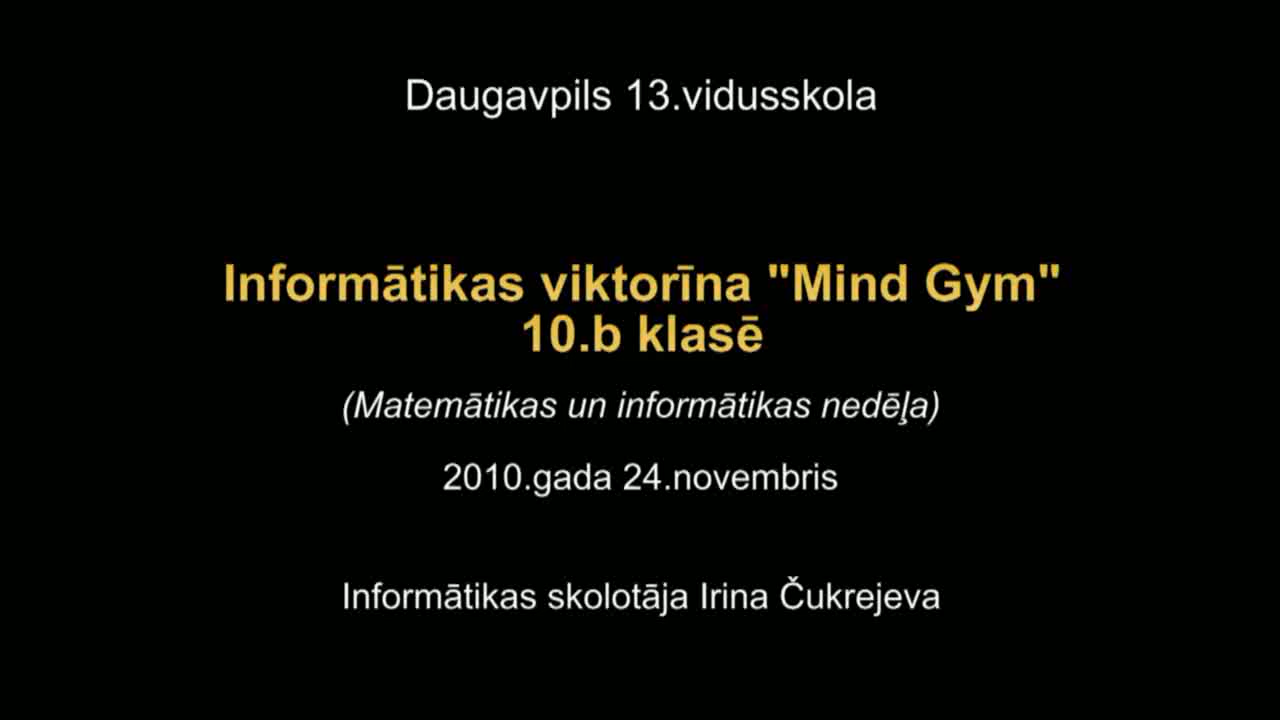 Daugavpils 13.vidusskola
Informātikas viktorīna "Mind Gym"
10.b klasē
(Matemātikas un informātikas nedēļa)
2010.gada 24.novembris
Informātikas skolotāja Irina Čukrejeva